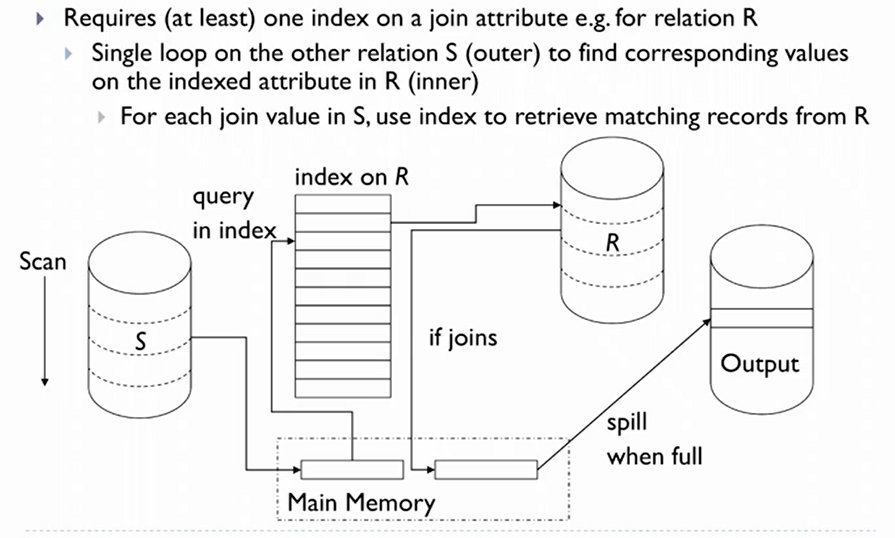 Requires (at least) one index on a join attribute e.g. for relation R
Single loop on the other relation S (outer) to find corresponding values
on the indexed attribute in R (inner)
For each join value in S, use index to retrieve matching records from R
index on R
query
in index
Scan
S
R
if joins
Output
spill
when full
Main Memory